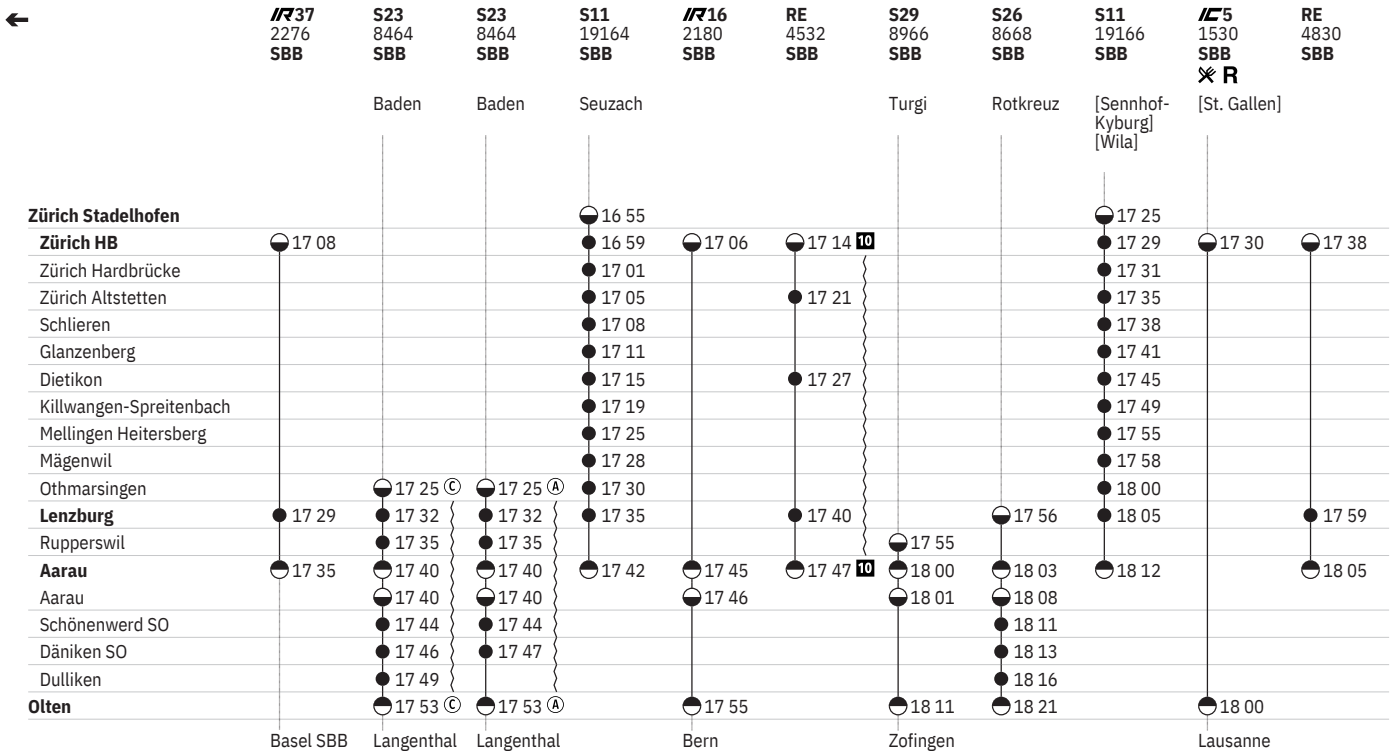 ← IR37 S23 S23 S11 IR16 RE S29 S26 S11 IC5 RE
2276 8464 8464 19164 2180 4532 8966 8668 19166 1530 4830
SBB SBB SBB SBB SBB SBB SBB SBB SBB SBB SBB
R
Baden Baden Seuzach Turgi Rotkreuz [Sennhof- [St. Gallen]
Kyburg]
[Wila]
Zürich Stadelhofen 16 55 17 25
Zürich HB 17 08 16 59 17 06 17 14 10 17 29 17 30 17 38
Zürich Hardbrücke 17 01 17 31
Zürich Altstetten 17 05 17 21 17 35
Schlieren 17 08 17 38
Glanzenberg 17 11 17 41
Dietikon 17 15 17 27 17 45
Killwangen-Spreitenbach 17 19 17 49
Mellingen Heitersberg 17 25 17 55
Mägenwil 17 28 17 58
Othmarsingen 17 25 Ⓒ 17 25 Ⓐ 17 30 18 00
Lenzburg 17 29 17 32 17 32 17 35 17 40 17 56 18 05 17 59
Rupperswil 17 35 17 35 17 55
Aarau 17 35 17 40 17 40 17 42 17 45 17 47 10 18 00 18 03 18 12 18 05
Aarau 17 40 17 40 17 46 18 01 18 08
Schönenwerd SO 17 44 17 44 18 11
Däniken SO 17 46 17 47 18 13
Dulliken 17 49 18 16
Olten 17 53 Ⓒ 17 53 Ⓐ 17 55 18 11 18 21 18 00
Basel SBB Langenthal Langenthal Bern Zofingen Lausanne